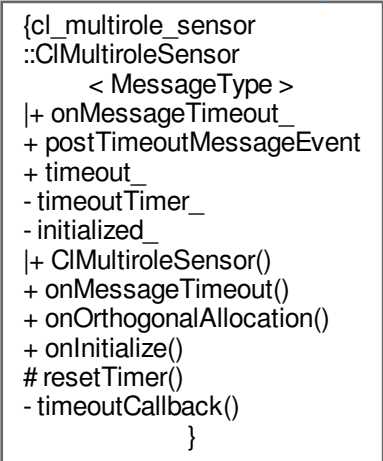 {cl_multirole_sensor
::ClMultiroleSensor
< MessageType >
|+ onMessageTimeout_
+ postTimeoutMessageEvent
+ timeout_
- timeoutTimer_
- initialized_
|+ ClMultiroleSensor()
+ onMessageTimeout()
+ onOrthogonalAllocation()
+ onInitialize()
# resetTimer()
- timeoutCallback()
}